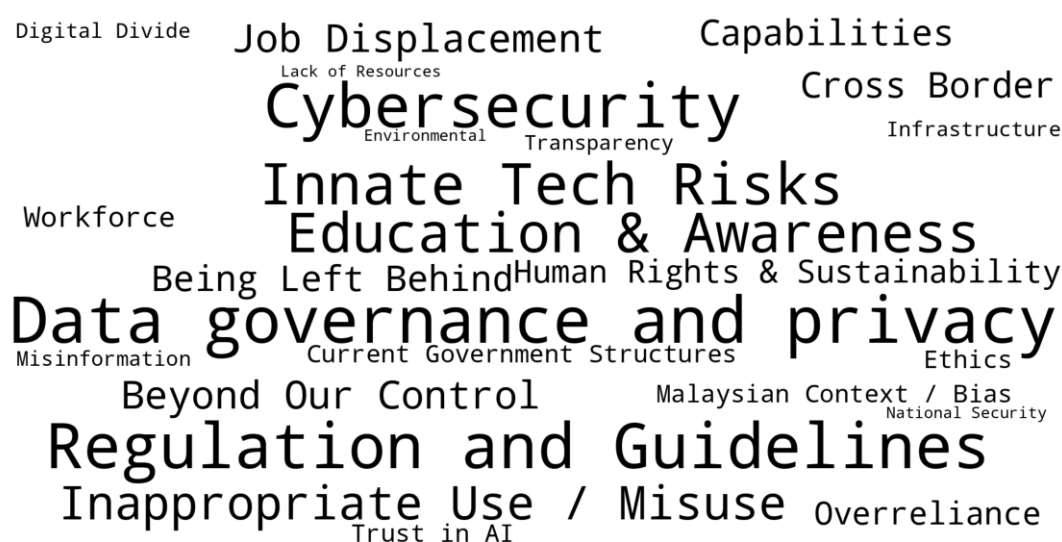 Digital Divide
Job Displacement
Capabilities
Lack of Resources
Cybersecurity
Cross Border
Environmental
Transparency
Infrastructure
Innate Tech Risks
Workforce
Education & Awareness
Being Left Behind
Human Rights & Sustainability
Data governance and privacy
Misinformation
Current Government Structures
Ethics
Beyond Our Control
Malaysian Context / Bias
National Security
Regulation and Guidelines
Inappropriate Use / Misuse
Overreliance
Trust in AI